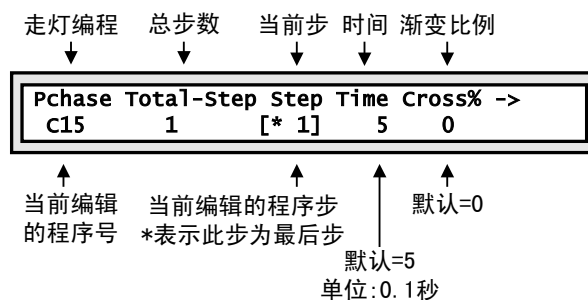 走灯编程 总步数 当前步 时间 渐变比例
Pchase Total-Step Step Time Cross% ->
C15 1 [* 1] 5 0
当前编辑 当前编辑的程序步 默认=0
的程序号 *表示此步为最后步
默认=5
单位:0.1秒